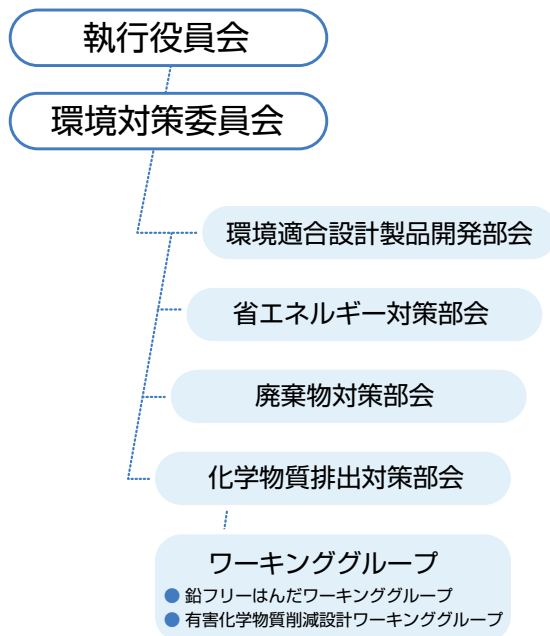 執行役員会
環境対策委員会
環境適合設計製品開発部会
省エネルギー対策部会
廃棄物対策部会
化学物質排出対策部会
ワーキンググループ
● 鉛フリーはんだワーキンググループ
● 有害化学物質削減設計ワーキンググループ